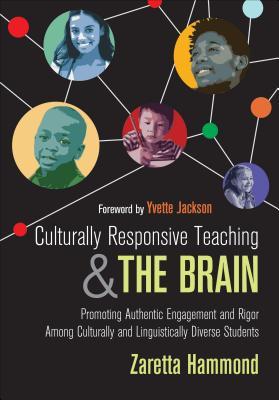 Foreword by Yvette Jackson
Culturally Responsive Teaching
& THE BRAIN
Promoting Authentic Engagement and Rigor
Among Culturally and Linguistically Diverse Students
Zaretta Hammond